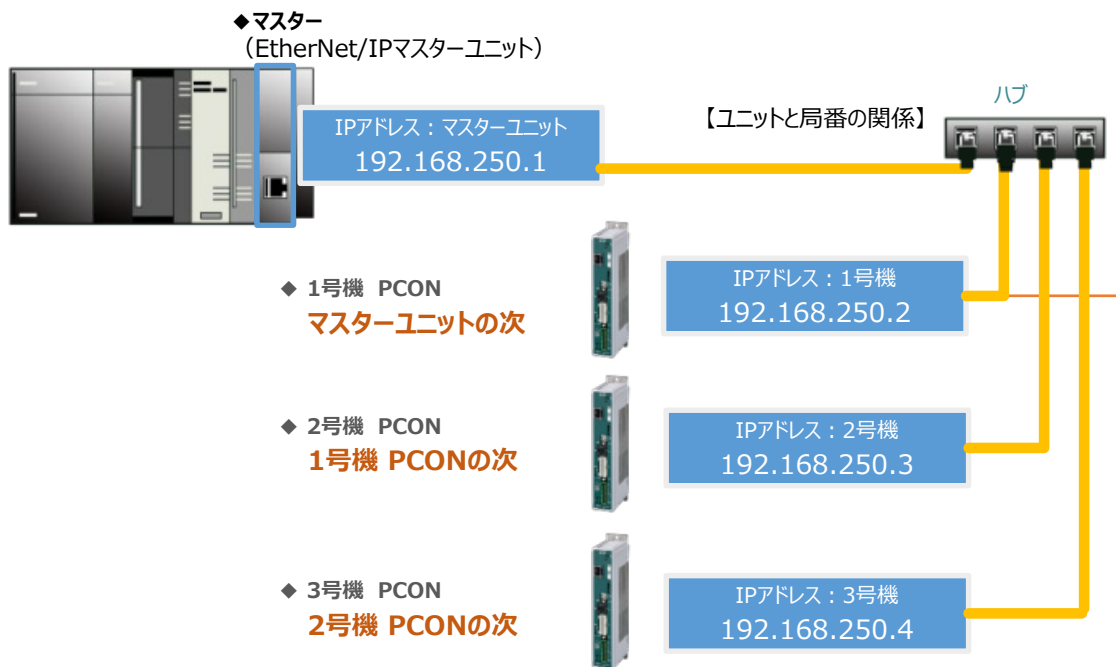 ◆マスター
（EtherNet/IPマスターユニット）
IPアドレス：マスターユニット
192.168.250.1
【ユニットと局番の関係】
ハブ
◆ 1号機 PCON
マスターユニットの次
IPアドレス：1号機
192.168.250.2
◆ 2号機 PCON
1号機 PCONの次
IPアドレス：2号機
192.168.250.3
◆ 3号機 PCON
2号機 PCONの次
IPアドレス：3号機
192.168.250.4